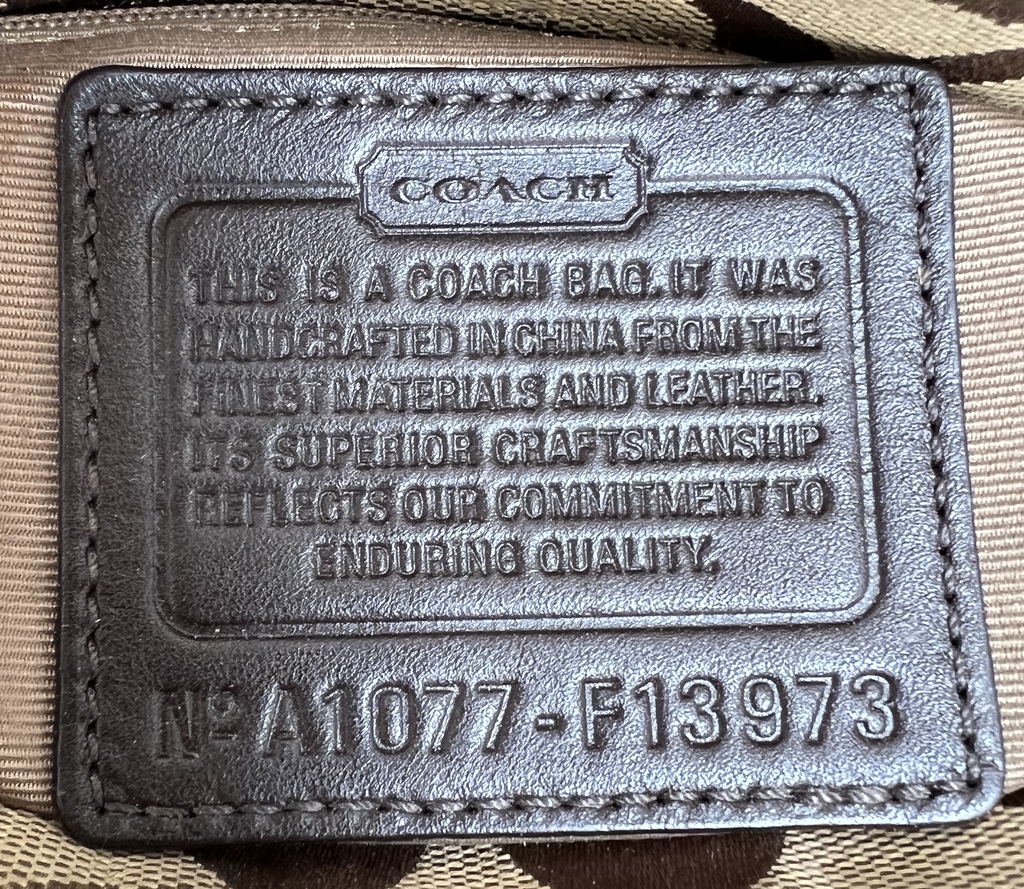 COACH
THIS IS A COACH BAG. IT WAS
HANDCRAFTED IN CHINA FROM THE
FINEST MATERIALS AND LEATHER.
ITS SUPERIOR CRAFTSMANSHIP
REFLECTS OUR COMMITMENT TO
ENDURING QUALITY.
Nº A1077-F13973